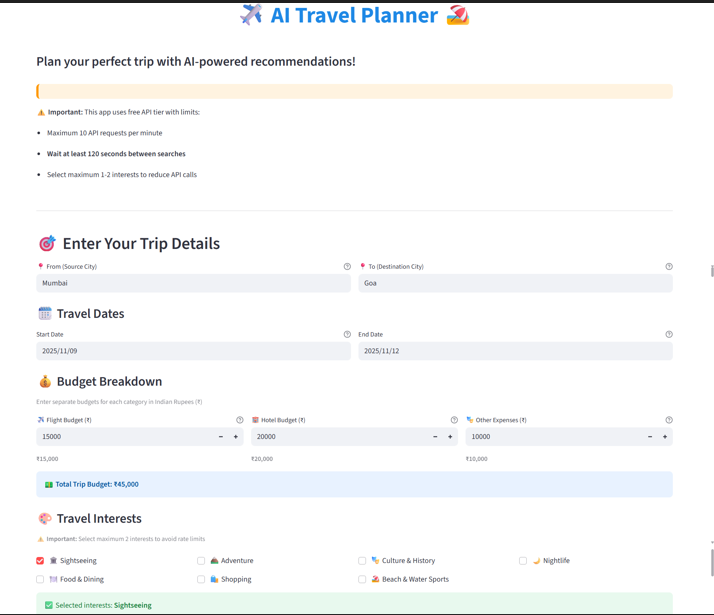 AI Travel Planner
Plan your perfect trip with AI-powered recommendations!
Important: This app uses free API tier with limits:
Maximum 10 API requests per minute
Wait at least 120 seconds between searches
Select maximum 1-2 interests to reduce API calls
Enter Your Trip Details
From (Source City)
To (Destination City)
Mumbai
Goa
Travel Dates
Start Date
End Date
2025/11/09
2025/11/12
Budget Breakdown
Enter separate budgets for each category in Indian Rupees (₹)
Flight Budget (₹)
Hotel Budget (₹)
Other Expenses (₹)
15000
20000
10000
₹15,000
₹20,000
₹10,000
Total Trip Budget: ₹45,000
Travel Interests
Important: Select maximum 2 interests to avoid rate limits
Sightseeing
Adventure
Culture & History
Nightlife
Food & Dining
Shopping
Beach & Water Sports
Selected interests: Sightseeing